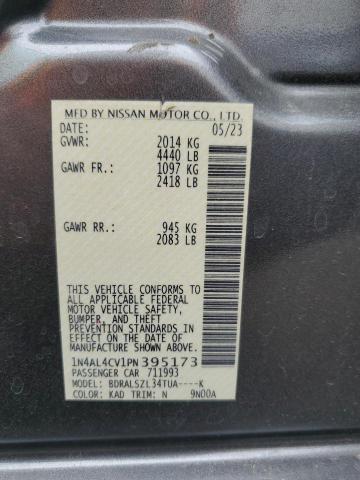 MFD BY NISSAN MOTOR CO., LTD.
DATE: 05/23
GVWR: 2014 KG
4440 LB
GAWR FR.: 1097 KG
2418 LB
GAWR RR.: 945 KG
2083 LB
THIS VEHICLE CONFORMS TO
ALL APPLICABLE FEDERAL
MOTOR VEHICLE SAFETY
BUMPER, AND THEFT
PREVENTION STANDARDS IN
EFFECT ON THE DATE OF
MANUFACTURE SHOWN ABOVE.
1N4AL4CV1PN395173
PASSENGER CAR 711993
MODEL: BDRALSZL34TUA----K
COLOR: KAD TRIM: N 9N00A